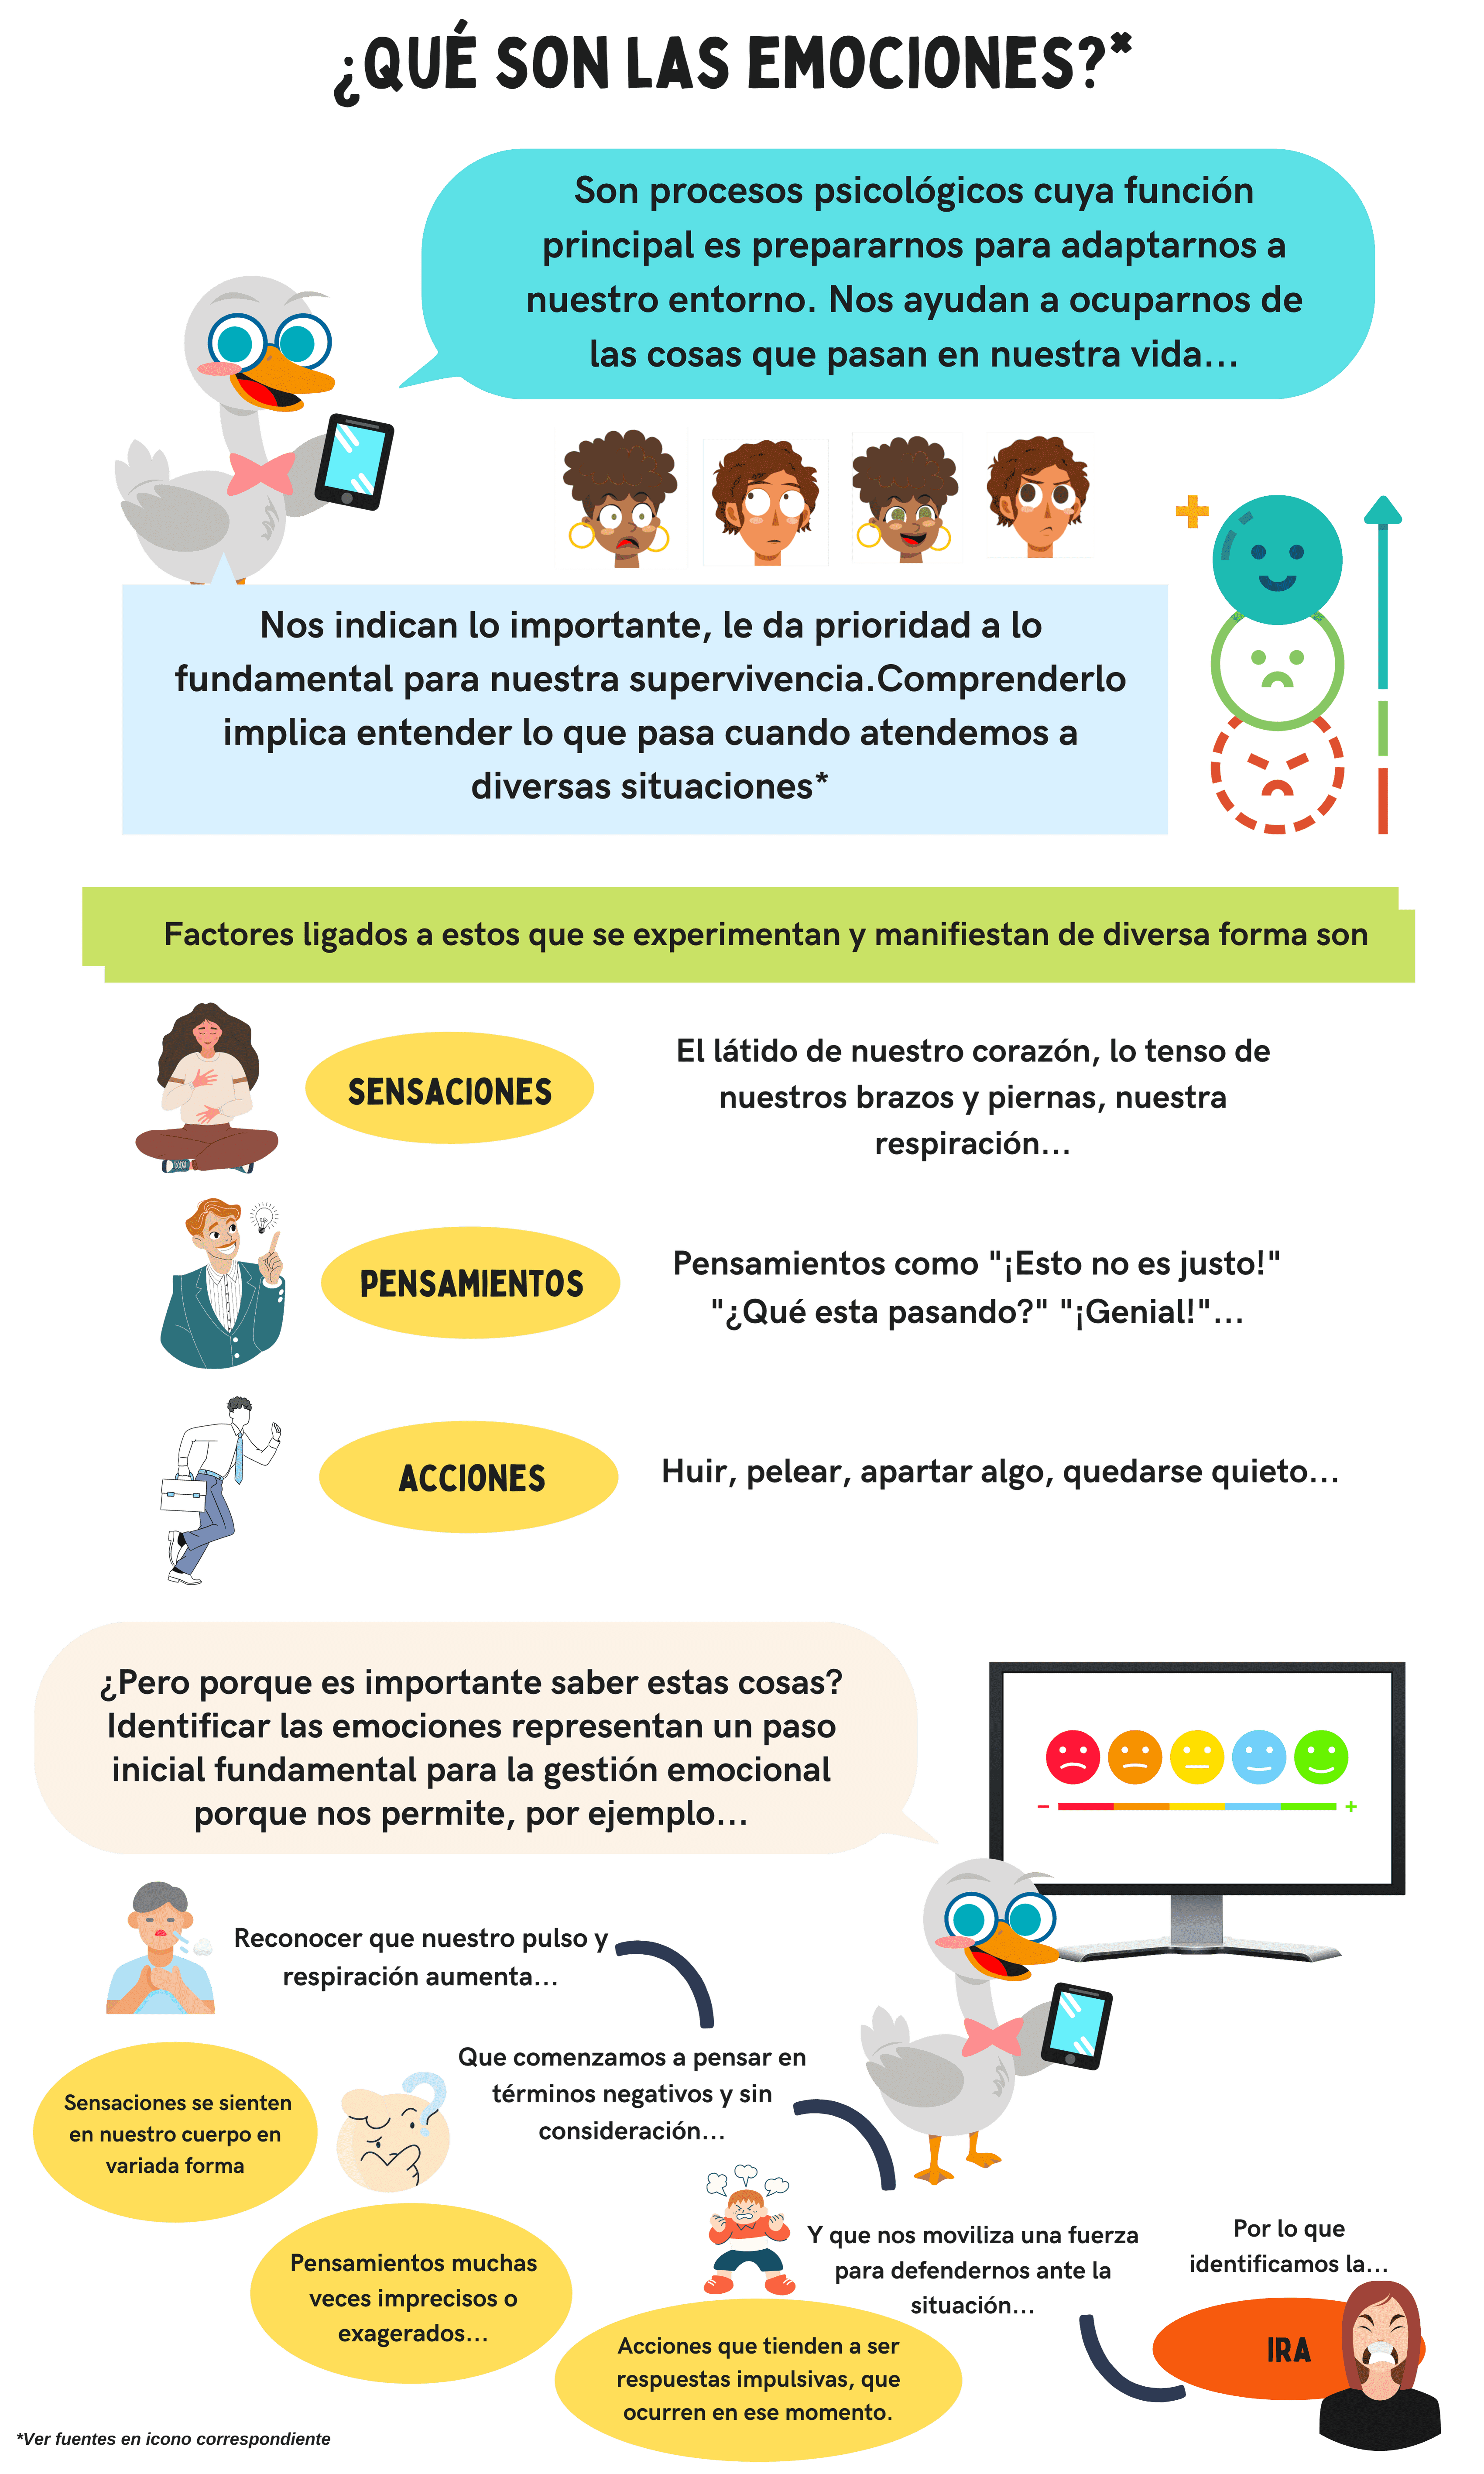 ¿QUÉ SON LAS EMOCIONES?*
Son procesos psicológicos cuya función
principal es prepararnos para adaptarnos a
nuestro entorno. Nos ayudan a ocuparnos de
las cosas que pasan en nuestra vida...
Nos indican lo importante, le da prioridad a lo
fundamental para nuestra supervivencia.Comprenderlo
implica entender lo que pasa cuando atendemos a
diversas situaciones*
Factores ligados a estos que se experimentan y manifiestan de diversa forma son
SENSACIONES
El látido de nuestro corazón, lo tenso de
nuestros brazos y piernas, nuestra
respiración...
PENSAMIENTOS
Pensamientos como "¡Esto no es justo!"
"¿Qué esta pasando?" "¡Genial!"...
ACCIONES
Huir, pelear, apartar algo, quedarse quieto...
¿Pero porque es importante saber estas cosas?
Identificar las emociones representan un paso
inicial fundamental para la gestión emocional
porque nos permite, por ejemplo...
Reconocer que nuestro pulso y
respiración aumenta...
Sensaciones se sienten
en nuestro cuerpo en
variada forma
Que comenzamos a pensar en
términos negativos y sin
consideración...
Pensamientos muchas
veces imprecisos o
exagerados...
Y que nos moviliza una fuerza
para defendernos ante la
situación...
Acciones que tienden a ser
respuestas impulsivas, que
ocurren en ese momento.
Por lo que
identificamos la...
IRA
*Ver fuentes en icono correspondiente